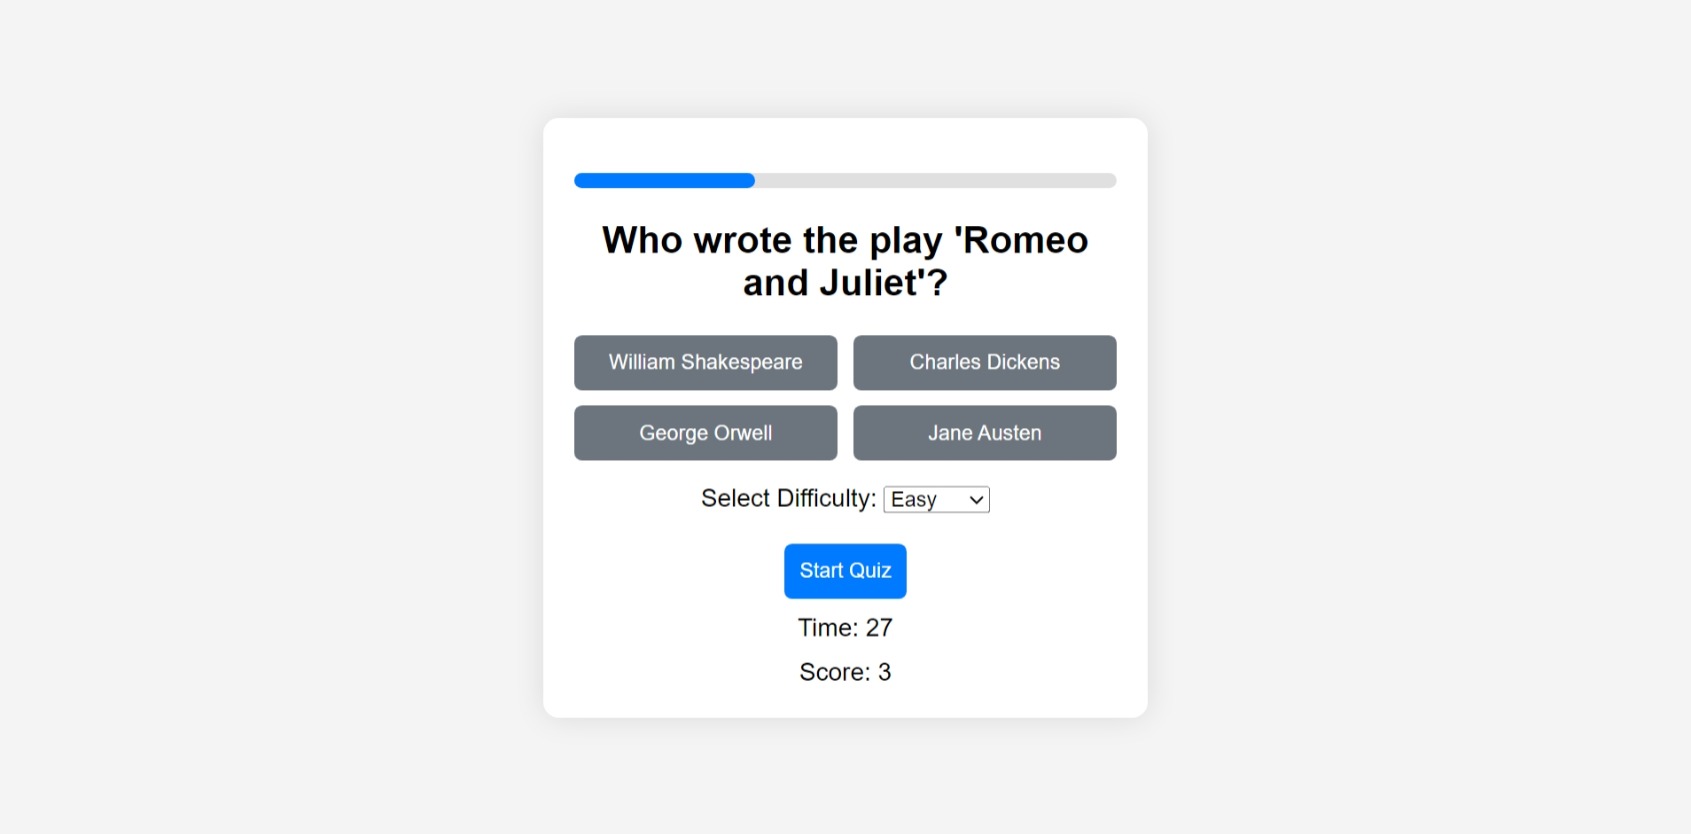 Who wrote the play 'Romeo
and Juliet'?
William Shakespeare
Charles Dickens
George Orwell
Jane Austen
Select Difficulty: Easy
Start Quiz
Time: 27
Score: 3